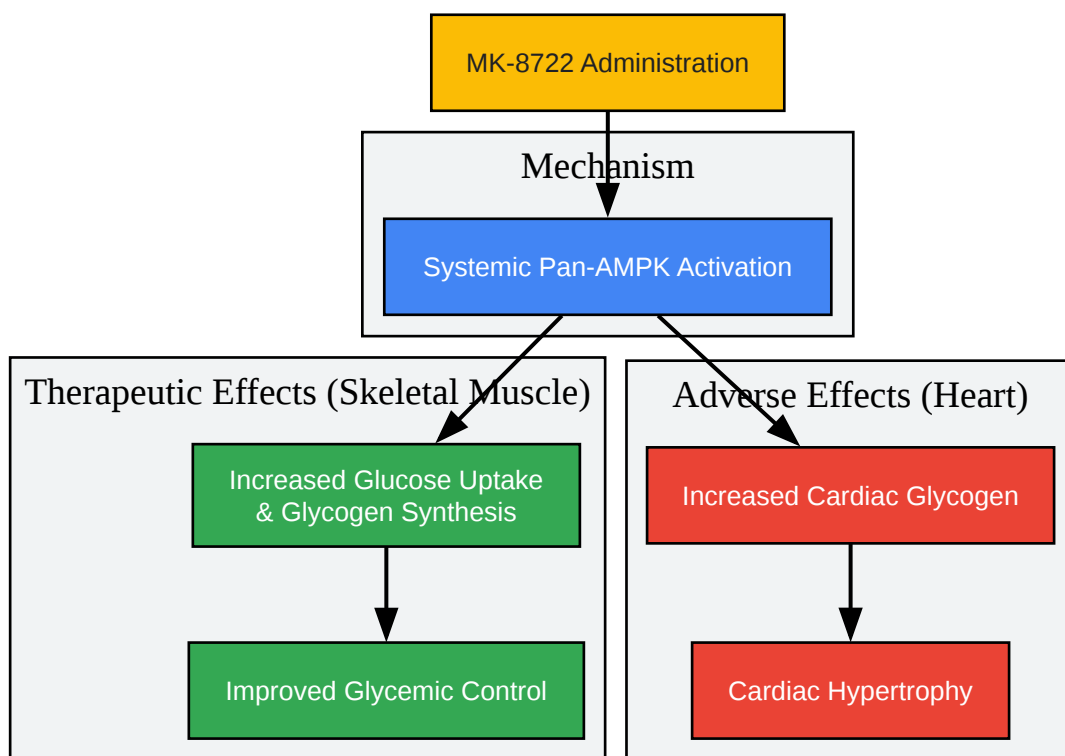 MK-8722 Administration
Mechanism
Systemic Pan-AMPK Activation
Therapeutic Effects (Skeletal Muscle)
Increased Glucose Uptake
& Glycogen Synthesis
Improved Glycemic Control
Adverse Effects (Heart)
Increased Cardiac Glycogen
Cardiac Hypertrophy